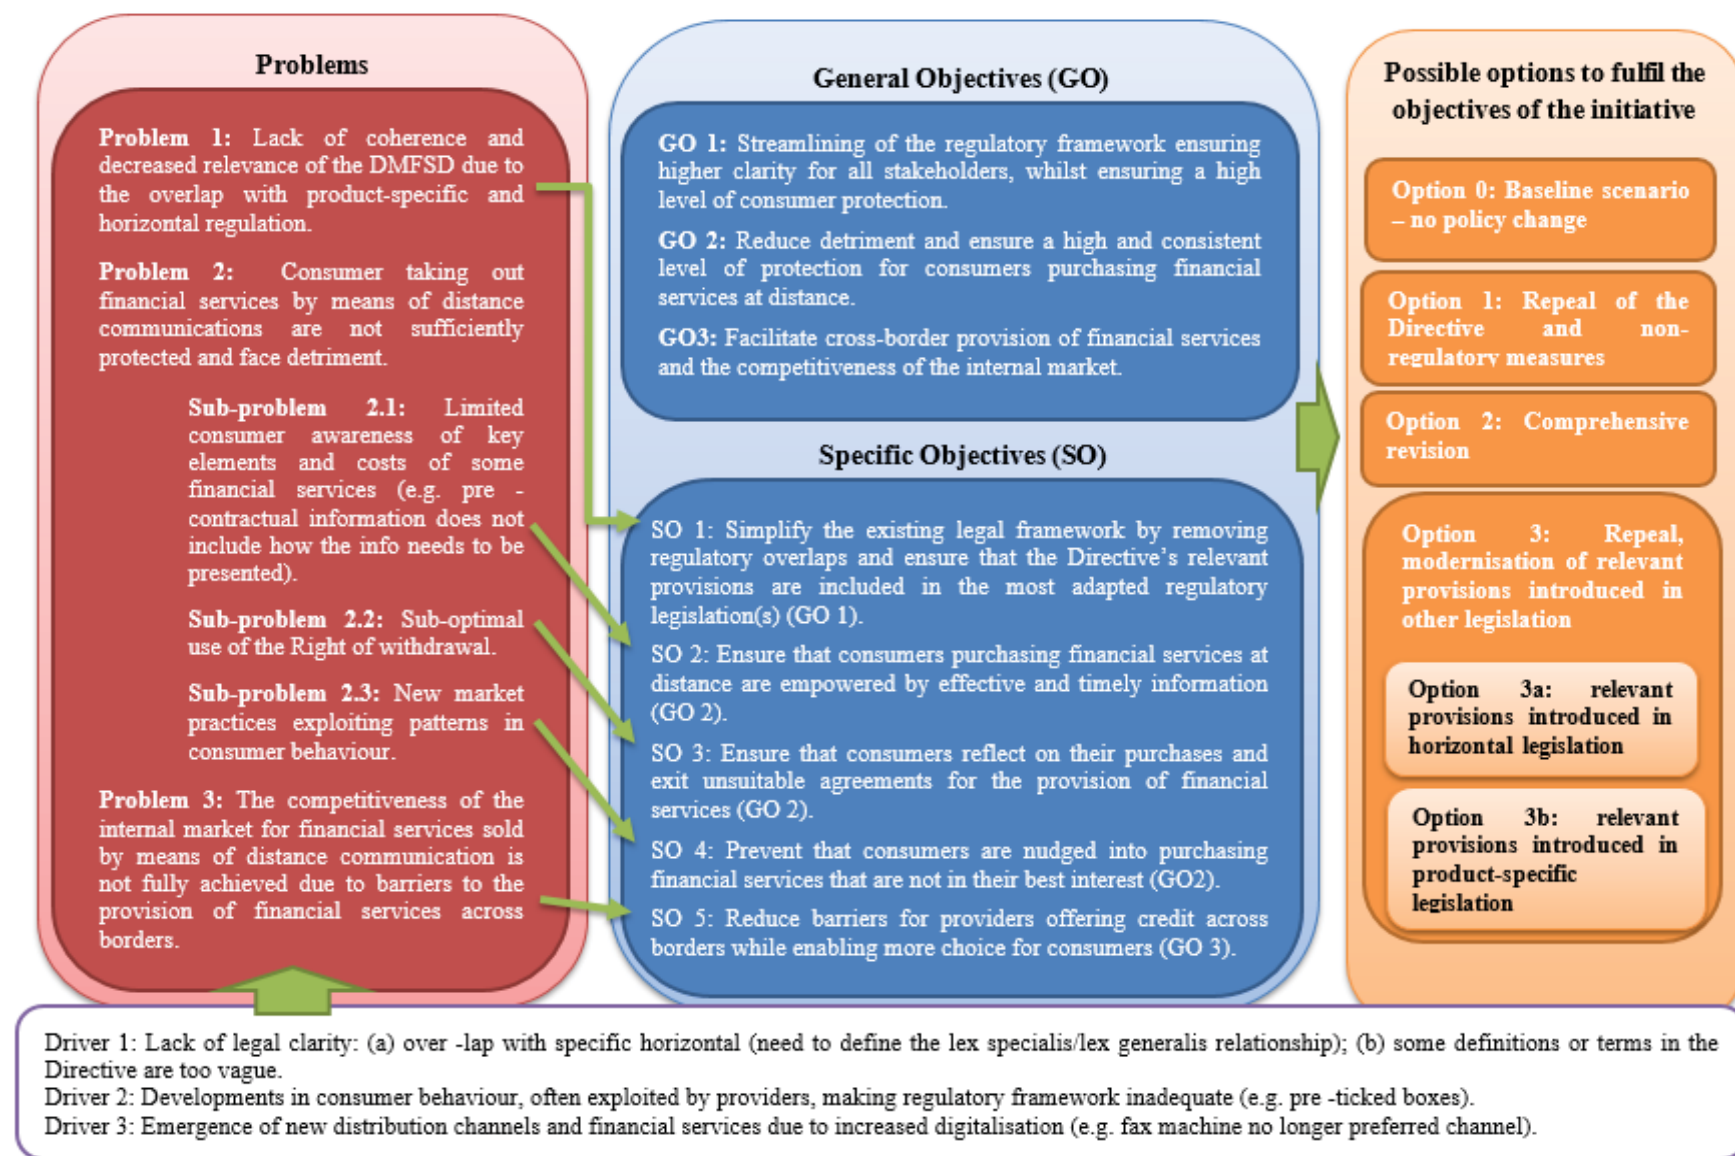 Problems
Problem 1: Lack of coherence and
decreased relevance of the DMFSD due to
the overlap with product-specific and
horizontal regulation.
Problem 2: Consumer taking out
financial services by means of distance
communications are not sufficiently
protected and face detriment.
Sub-problem 2.1: Limited
consumer awareness of key
elements and costs of some
financial services (e.g. pre -
contractual information does not
include how the info needs to be
presented).
Sub-problem 2.2: Sub-optimal
use of the Right of withdrawal.
Sub-problem 2.3: New market
practices exploiting patterns in
consumer behaviour.
Problem 3: The competitiveness of the
internal market for financial services sold
by means of distance communication is
not fully achieved due to barriers to the
provision of financial services across
borders.
General Objectives (GO)
GO 1: Streamlining of the regulatory framework ensuring
higher clarity for all stakeholders, whilst ensuring a high
level of consumer protection.
GO 2: Reduce detriment and ensure a high and consistent
level of protection for consumers purchasing financial
services at distance.
GO3: Facilitate cross-border provision of financial services
and the competitiveness of the internal market.
Specific Objectives (SO)
SO 1: Simplify the existing legal framework by removing
regulatory overlaps and ensure that the Directive's relevant
provisions are included in the most adapted regulatory
legislation(s) (GO 1).
SO 2: Ensure that consumers purchasing financial services at
distance are empowered by effective and timely information
(GO 2).
SO 3: Ensure that consumers reflect on their purchases and
exit unsuitable agreements for the provision of financial
services (GO 2).
SO 4: Prevent that consumers are nudged into purchasing
financial services that are not in their best interest (GO2).
SO 5: Reduce barriers for providers offering credit across
borders while enabling more choice for consumers (GO 3).
Possible options to fulfil the
objectives of the initiative
Option 0: Baseline scenario
– no policy change
Option 1: Repeal of the
Directive and non-
regulatory measures
Option 2: Comprehensive
revision
Option 3: Repeal,
modernisation of relevant
provisions introduced in
other legislation
Option 3a: relevant
provisions introduced in
horizontal legislation
Option 3b: relevant
provisions introduced in
product-specific
legislation
Driver 1: Lack of legal clarity: (a) over -lap with specific horizontal (need to define the lex specialis/lex generalis relationship); (b) some definitions or terms in the
Directive are too vague.
Driver 2: Developments in consumer behaviour, often exploited by providers, making regulatory framework inadequate (e.g. pre -ticked boxes).
Driver 3: Emergence of new distribution channels and financial services due to increased digitalisation (e.g. fax machine no longer preferred channel).